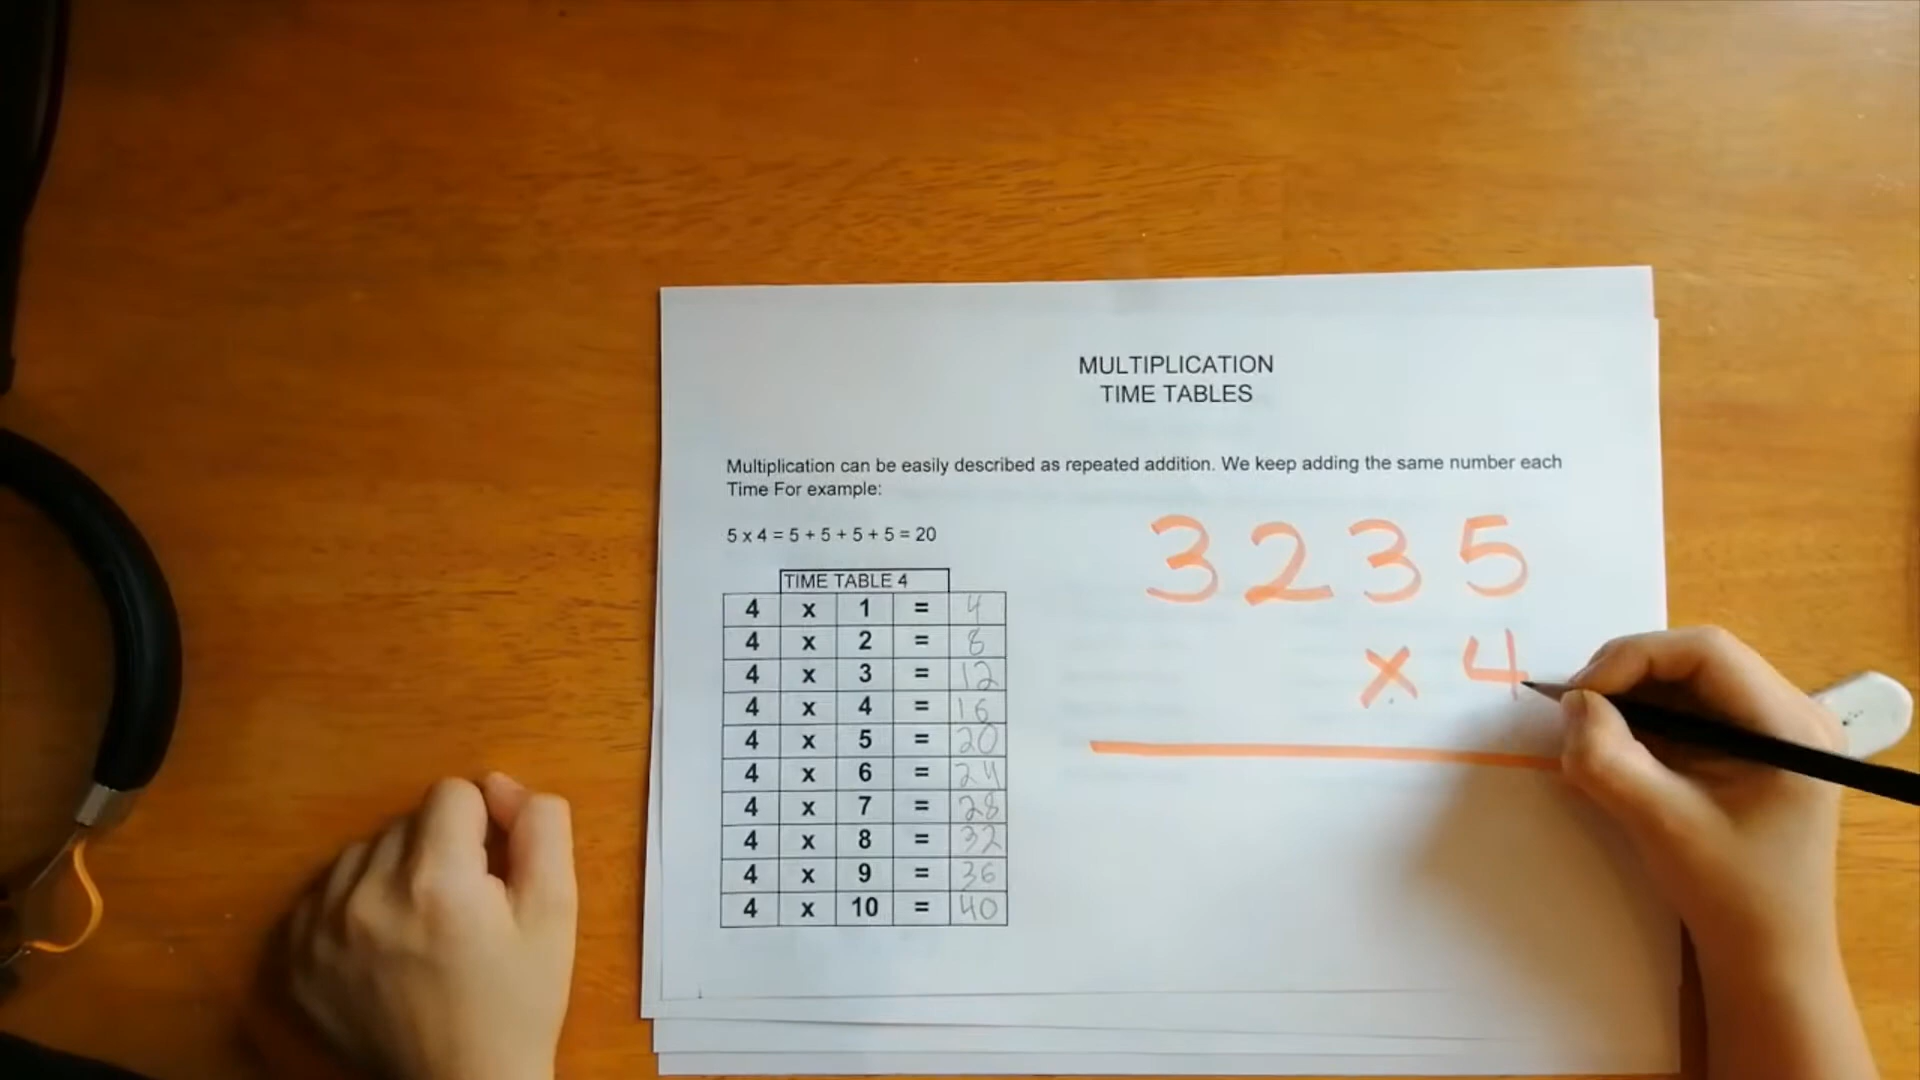 MULTIPLICATION
TIME TABLES
Multiplication can be easily described as repeated addition. We keep adding the same number each
Time For example:
5 x 4 = 5 + 5 + 5 + 5 = 20
TIME TABLE 4
4 x 1 = 4
4 x 2 = 8
4 x 3 = 12
4 x 4 = 16
4 x 5 = 20
4 x 6 = 24
4 x 7 = 28
4 x 8 = 32
4 x 9 = 36
4 x 10 = 40
3235
x 4